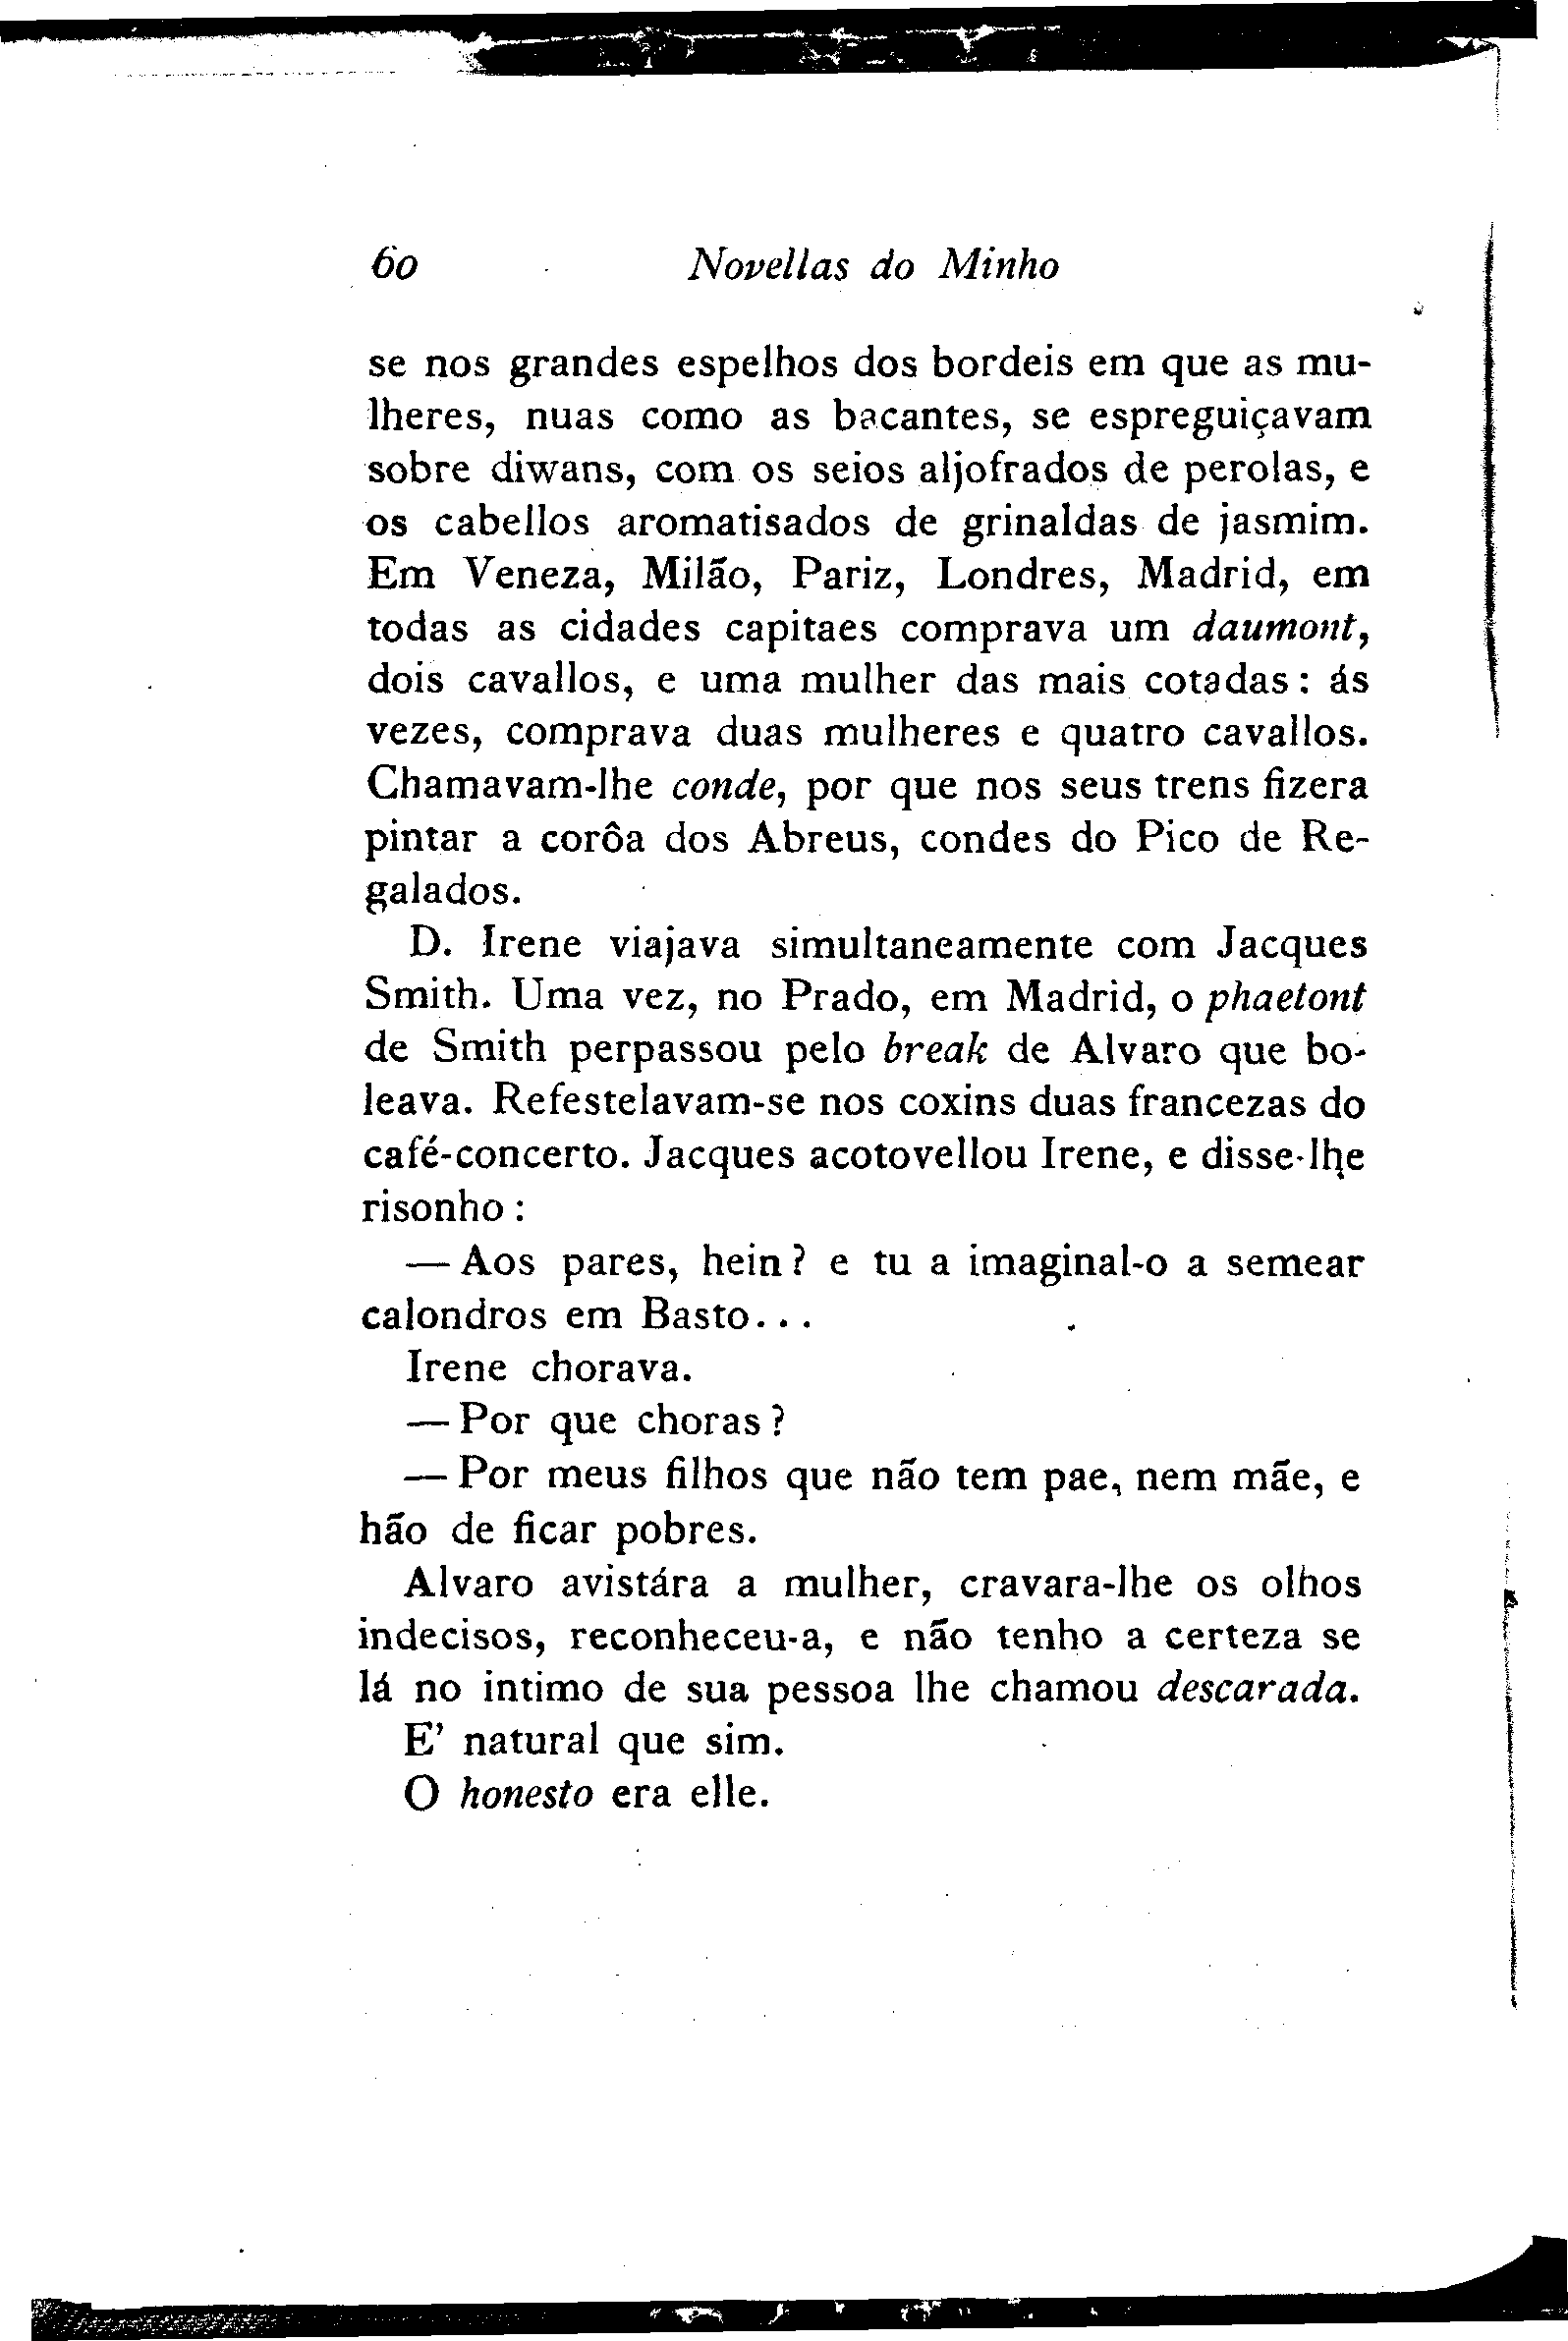 60 Novellas do Minho
se nos grandes espelhos dos bordeis em que as mu-
lheres, nuas como as bacantes, se espreguiçavam
sobre diwans, com os seios aljofrados de perolas, e
os cabellos aromatisados de grinaldas de jasmim.
Em Veneza, Milão, Pariz, Londres, Madrid, em
todas as cidades capitaes comprava um daumont,
dois cavallos, e uma mulher das mais cotadas: ás
vezes, comprava duas mulheres e quatro cavallos.
Chamavam-lhe conde, por que nos seus trens fizera
pintar a corôa dos Abreus, condes do Pico de Re-
galados.
D. Irene viajava simultaneamente com Jacques
Smith. Uma vez, no Prado, em Madrid, o phaetont
de Smith perpassou pelo break de Alvaro que bo-
leava. Refestelavam-se nos coxins duas francezas do
café-concerto. Jacques acotovellou Irene, e disse-lhe
risonho:
— Aos pares, hein? e tu a imaginal-o a semear
calondros em Basto...
Irene chorava.
— Por que choras?
— Por meus filhos que não tem pae, nem mãe, e
hão de ficar pobres.
Alvaro avistára a mulher, cravara-lhe os olhos
indecisos, reconheceu-a, e não tenho a certeza se
lá no intimo de sua pessoa lhe chamou descarada.
E' natural que sim.
O honesto era elle.